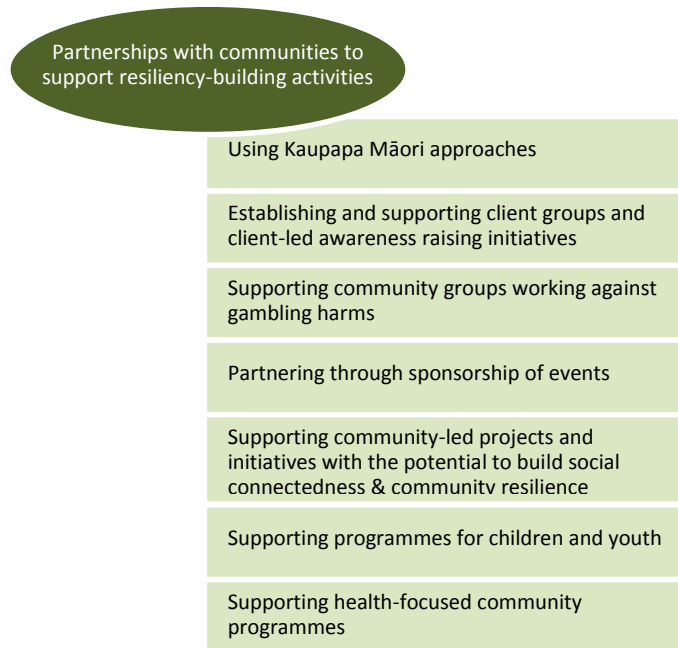 Partnerships with communities to
support resiliency-building activities
Using Kaupapa Māori approaches
Establishing and supporting client groups and
client-led awareness raising initiatives
Supporting community groups working against
gambling harms
Partnering through sponsorship of events
Supporting community-led projects and
initiatives with the potential to build social
connectedness & community resilience
Supporting programmes for children and youth
Supporting health-focused community
programmes